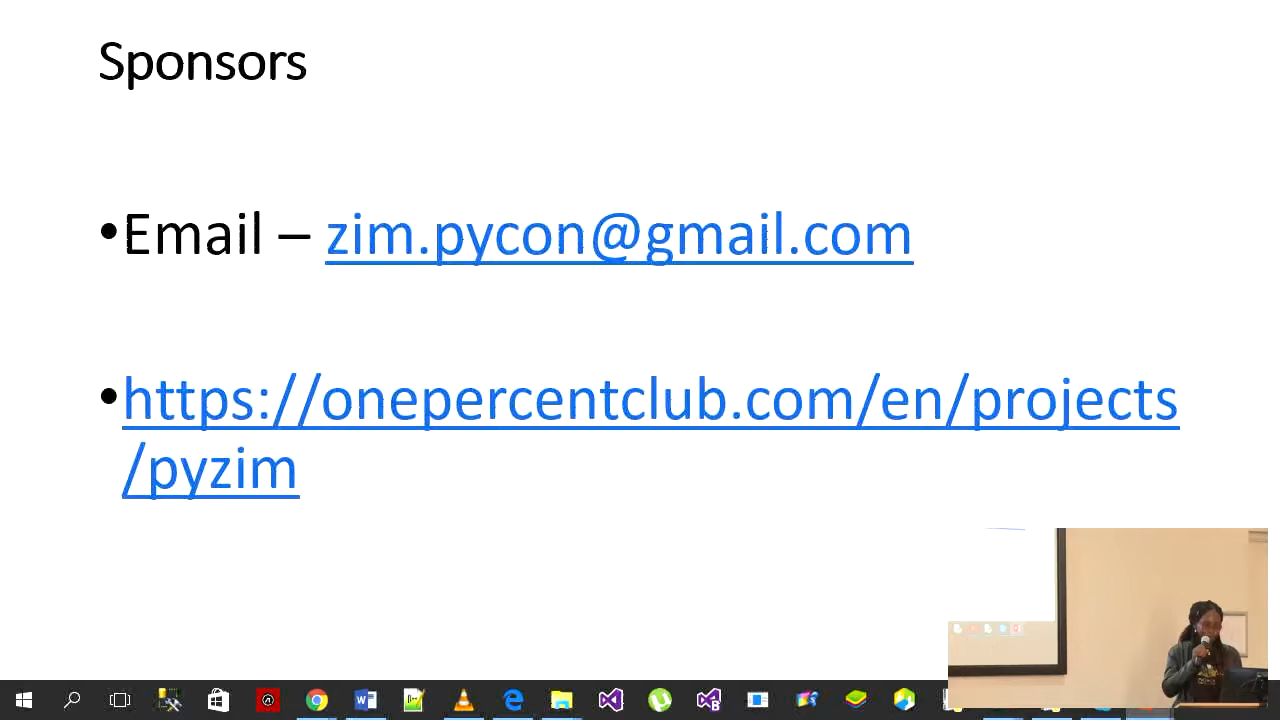 Sponsors
•Email – zim.pycon@gmail.com
•https://onepercentclub.com/en/projects
/pyzim